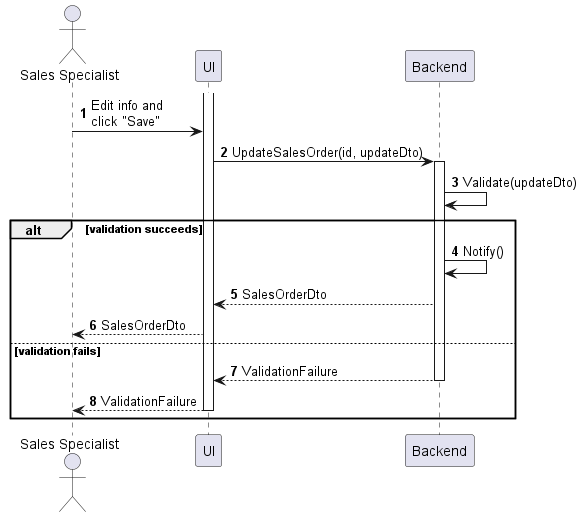 Sales Specialist
UI
Backend
1 Edit info and
click "Save"
2 UpdateSalesOrder(id, updateDto)
3 Validate(updateDto)
alt [validation succeeds]
4 Notify()
5 SalesOrderDto
6 SalesOrderDto
[validation fails]
7 ValidationFailure
8 ValidationFailure
Sales Specialist
UI
Backend